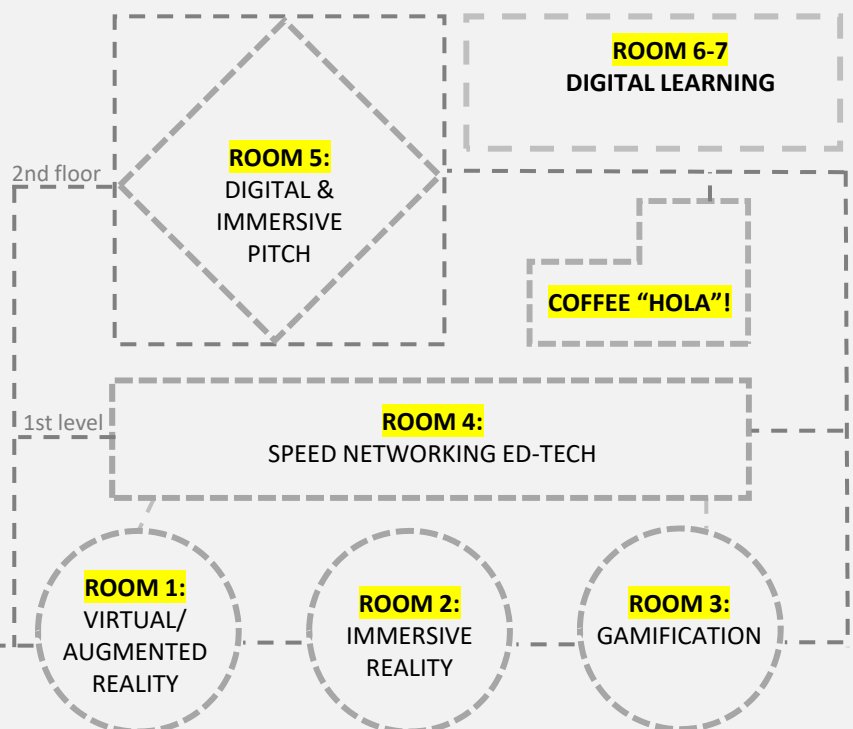 ROOM 6-7
DIGITAL LEARNING
2nd floor
ROOM 5:
DIGITAL &
IMMERSIVE
PITCH
COFFEE “HOLA”!
1st level
ROOM 4:
SPEED NETWORKING ED-TECH
ROOM 1:
VIRTUAL/
AUGMENTED
REALITY
ROOM 2:
IMMERSIVE
REALITY
ROOM 3:
GAMIFICATION